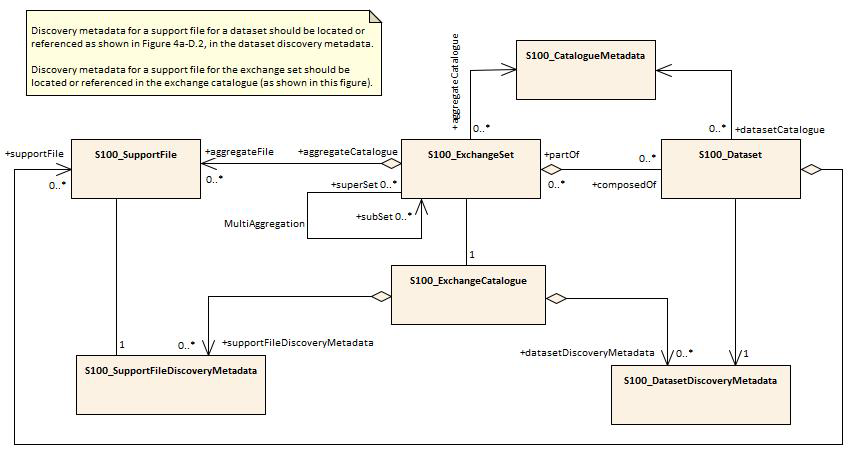 Discovery metadata for a support file for a dataset should be located or
referenced as shown in Figure 4a-D.2, in the dataset discovery metadata.
Discovery metadata for a support file for the exchange set should be
located or referenced in the exchange catalogue (as shown in this figure).
+aggregateCatalogue
0..*
S100_CatalogueMetadata
0..*
+datasetCatalogue
+supportFile
0..*
S100_SupportFile
+aggregateFile
0..*
+aggregateCatalogue
S100_ExchangeSet
+partOf
0..*
0..*
+composedOf
S100_Dataset
+superSet 0..*
+subSet 0..*
MultiAggregation
1
S100_ExchangeCatalogue
1
0..*
+supportFileDiscoveryMetadata
+datasetDiscoveryMetadata
0..*
1
S100_SupportFileDiscoveryMetadata
S100_DatasetDiscoveryMetadata